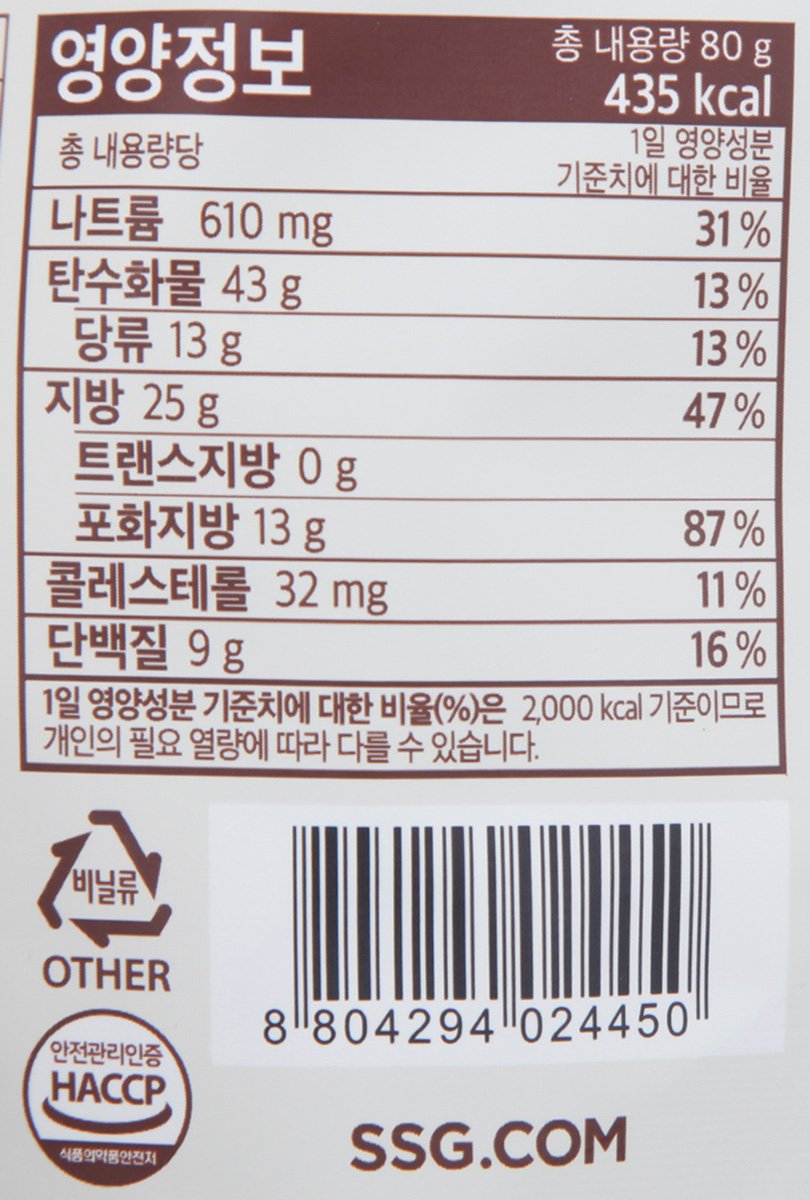 영양정보
총 내용량 80 g
435 kcal
총 내용량당
1일 영양성분
기준치에 대한 비율
나트륨 610 mg 31 %
탄수화물 43 g 13 %
당류 13 g 13 %
지방 25 g 47 %
트랜스지방 0 g
포화지방 13 g 87 %
콜레스테롤 32 mg 11 %
단백질 9 g 16 %
1일 영양성분 기준치에 대한 비율(%)은 2,000 kcal 기준이므로
개인의 필요 열량에 따라 다를 수 있습니다.
비닐류
OTHER
8 804294 024450
안전관리인증
HACCP
식품의약품안전처
SSG.COM